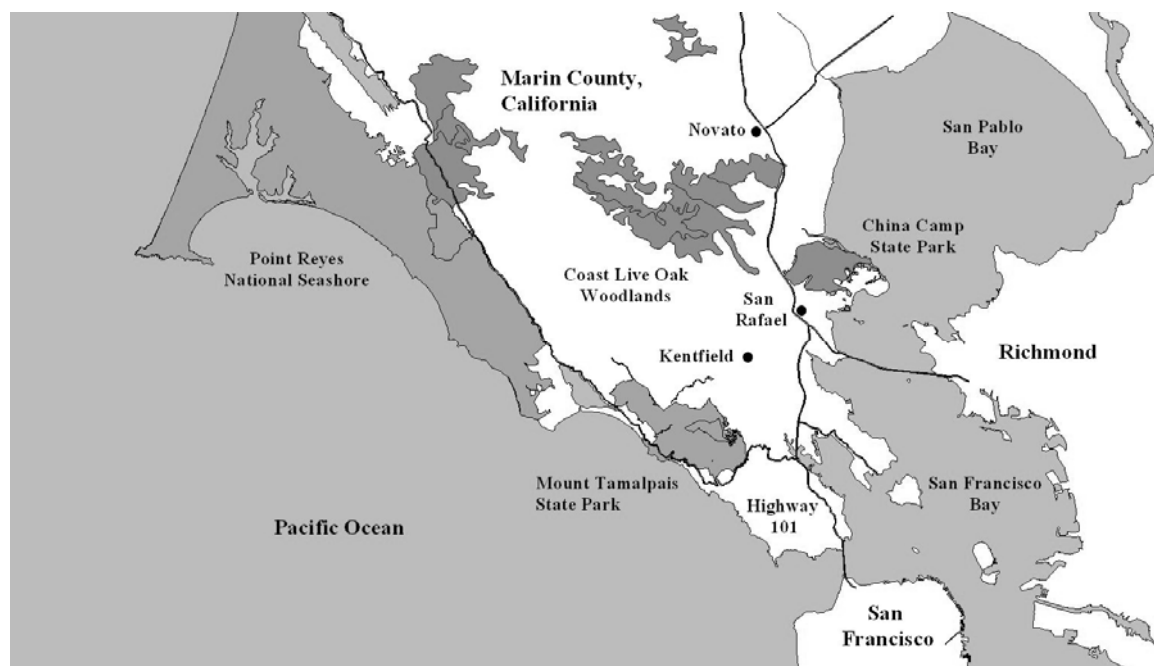 Marin County,
California
Novato
San Pablo
Bay
China Camp
State Park
Point Reyes
National Seashore
Coast Live Oak
Woodlands
San
Rafael
Kentfield
Richmond
Mount Tamalpais
State Park
Highway
101
San Francisco
Bay
Pacific Ocean
San
Francisco